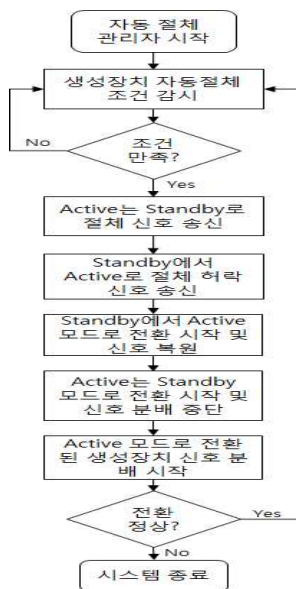 자동 절체
관리자 시작
생성장치 자동절체
조건 감시
No
조건
만족?
Yes
Active는 Standby로
절체 신호 송신
Standby에서
Active로 절체 허락
신호 송신
Standby에서 Active
모드로 전환 시작 및
신호 복원
Active는 Standby
모드로 전환 시작 및
신호 분배 중단
Active 모드로 전환
된 생성장치 신호 분
배 시작
전환
정상?
Yes
No
시스템 종료